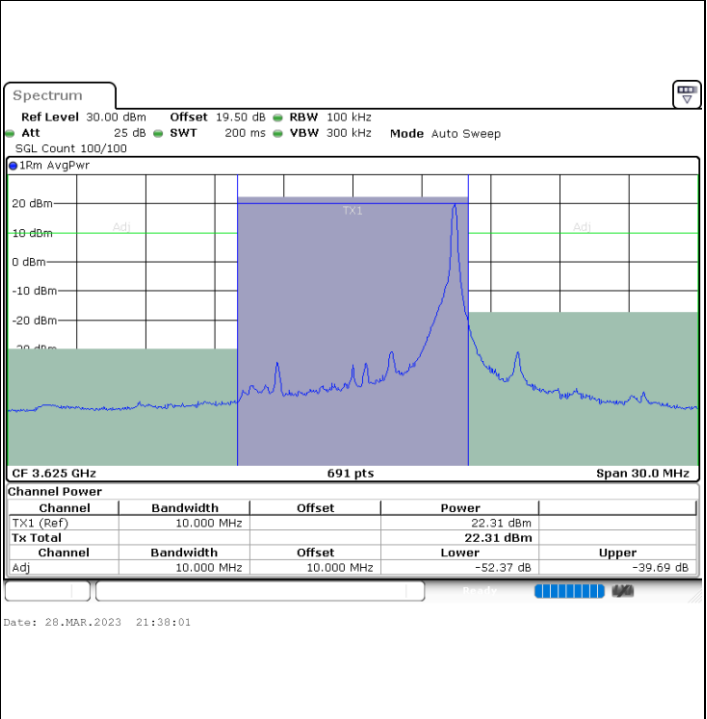 Spectrum
Ref Level 30.00 dBm Offset 19.50 dB RBW 100 kHz
Att 25 dB SWT 200 ms VBW 300 kHz Mode Auto Sweep
SGL Count 100/100
1Rm AvgPwr
20 dBm
TX1
Adj
Adj
10 dBm
0 dBm
-10 dBm
-20 dBm
CF 3.625 GHz 691 pts Span 30.0 MHz
Channel Power
Channel Bandwidth Offset Power
TX1 (Ref) 10.000 MHz 22.31 dBm
Tx Total 22.31 dBm
Channel Bandwidth Offset Lower Upper
Adj 10.000 MHz 10.000 MHz -52.37 dB -39.69 dB
Ready
Date: 28.MAR.2023 21:38:01